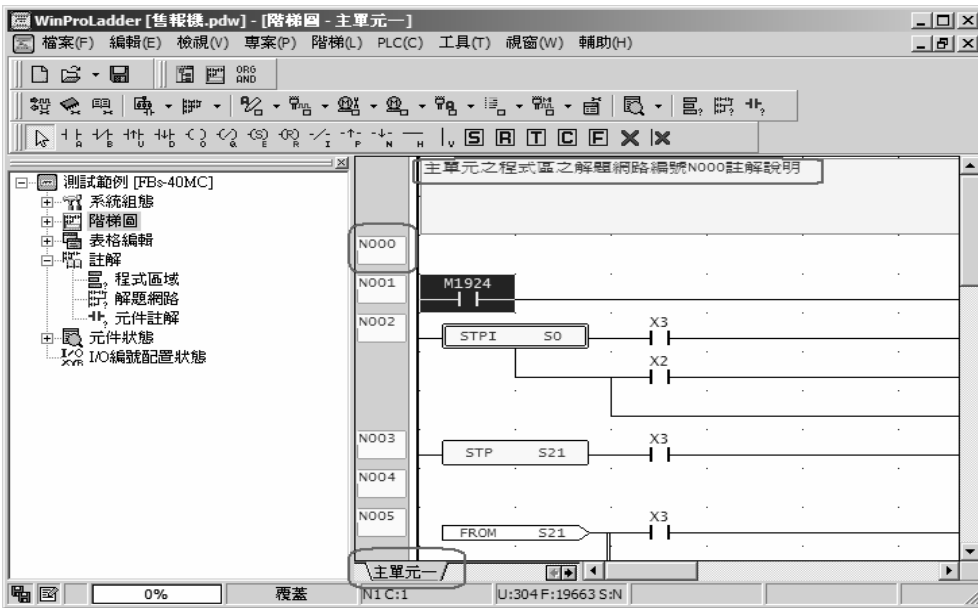 WinProLadder [售報機.pdw] - [階梯圖 - 主單元一]
檔案(F) 編輯(E) 檢視(V) 專案(P) 階梯(L) PLC(C) 工具(T) 視窗(W) 輔助(H)
ORG
AND
A B U D O Q E R I P N H V S R T C F
測試範例 [FBs-40MC]
系統組態
階梯圖
表格編輯
註解
程式區域
解題網路
元件註解
元件狀態
I/O編號配置狀態
主單元之程式區之解題網路編號N000註解說明
N000
N001
M1924
N002
STPI S0
X3
X2
N003
STP S21
X3
N004
N005
FROM S21
X3
主單元一
0%
覆蓋
N1 C:1
U:304 F:19663 S:N